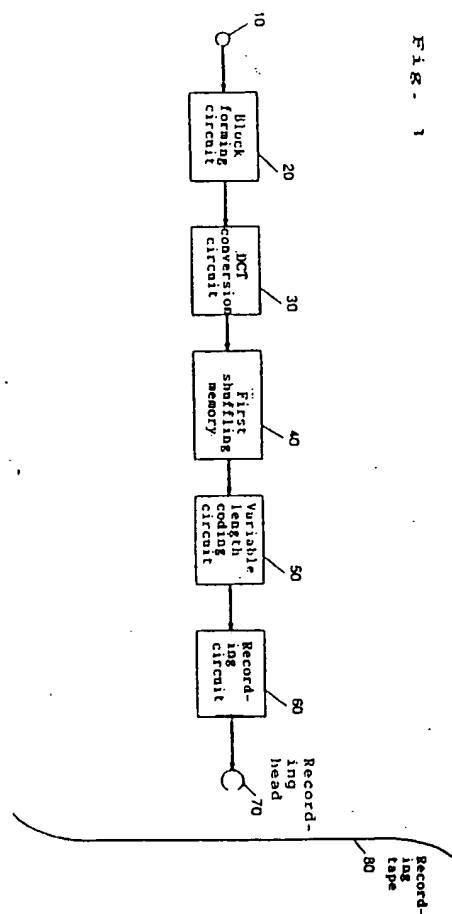 Fig. 1
10
Block
forming
circuit
20
DCT
conversion
circuit
30
First
shuffling
memory
40
Variable
length
coding
circuit
50
Record-
ing
circuit
60
Record-
ing
head
70
80
Record-
ing
tape